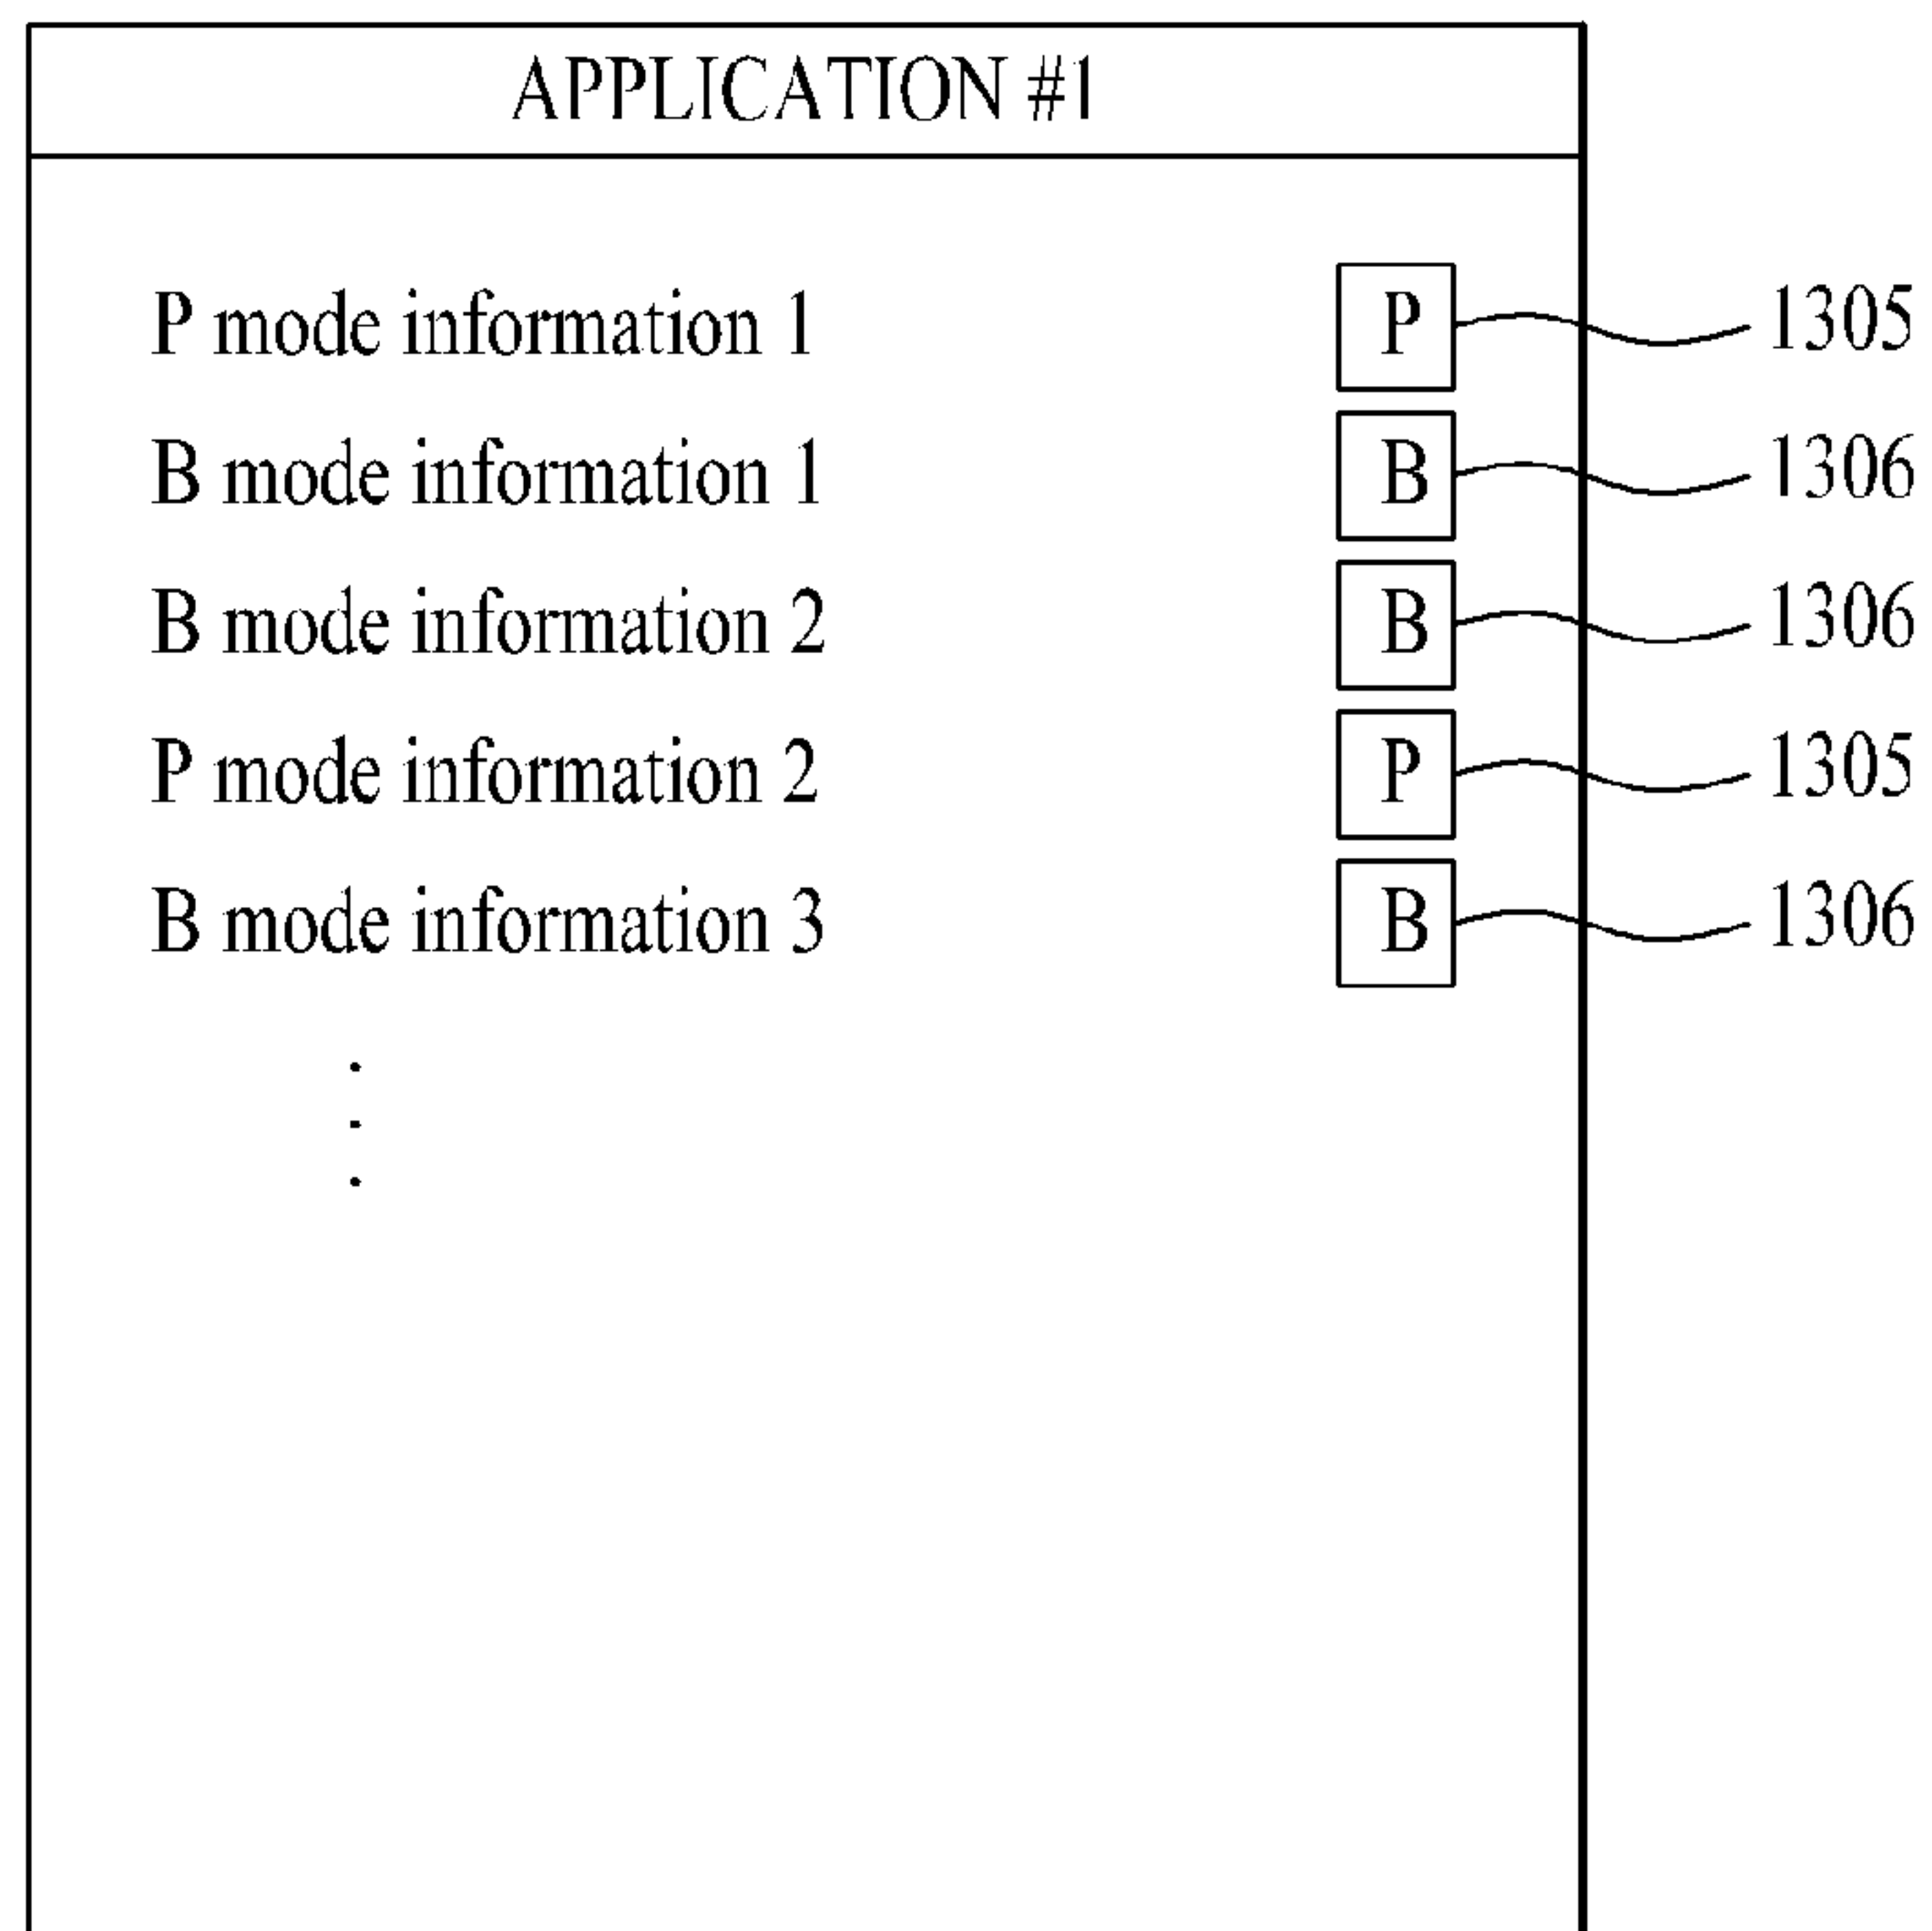 APPLICATION #1
P mode information 1 P 1305
B mode information 1 B 1306
B mode information 2 B 1306
P mode information 2 P 1305
B mode information 3 B 1306